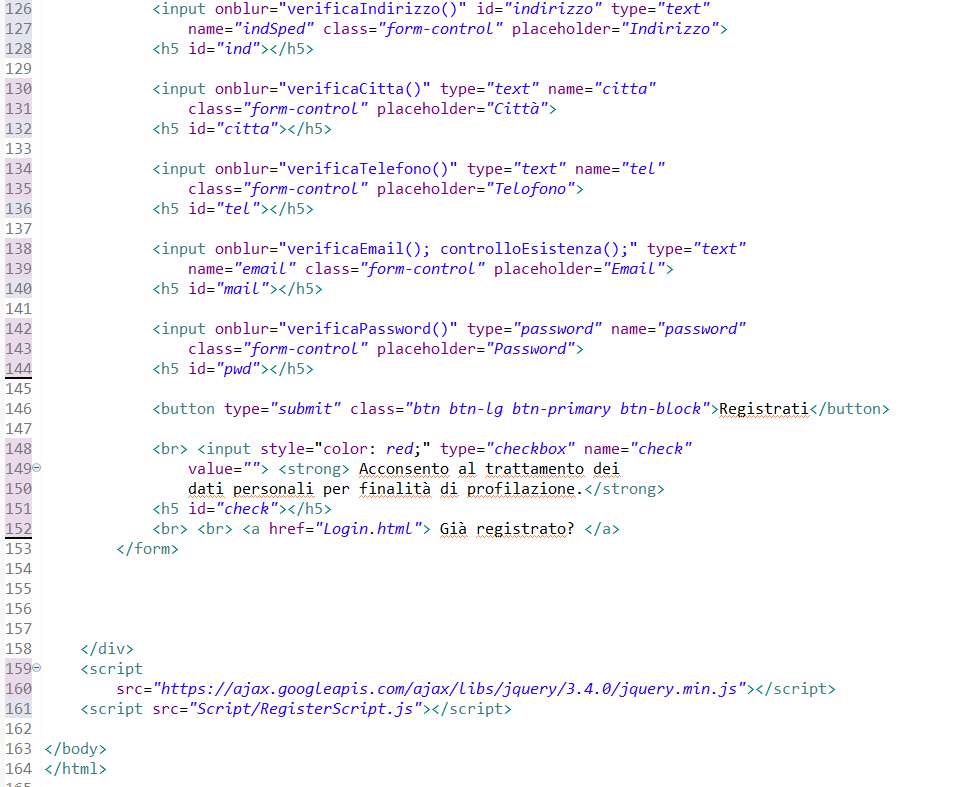 126 <input onblur="verificaIndirizzo()" id="indirizzo" type="text"
127 name="indSped" class="form-control" placeholder="Indirizzo">
128 <h5 id="ind"></h5>
129
130 <input onblur="verificaCitta()" type="text" name="citta"
131 class="form-control" placeholder="Città">
132 <h5 id="citta"></h5>
133
134 <input onblur="verificaTelefono()" type="text" name="tel"
135 class="form-control" placeholder="Telofono">
136 <h5 id="tel"></h5>
137
138 <input onblur="verificaEmail(); controlloEsistenza();" type="text"
139 name="email" class="form-control" placeholder="Email">
140 <h5 id="mail"></h5>
141
142 <input onblur="verificaPassword()" type="password" name="password"
143 class="form-control" placeholder="Password">
144 <h5 id="pwd"></h5>
145
146 <button type="submit" class="btn btn-lg btn-primary btn-block">Registrati</button>
147
148 <br> <input style="color: red;" type="checkbox" name="check"
149 value=""> <strong> Acconsento al trattamento dei
150 dati personali per finalità di profilazione.</strong>
151 <h5 id="check"></h5>
152 <br> <br> <a href="Login.html"> Già registrato? </a>
153 </form>
154
155
156
157
158 </div>
159 <script
160 src="https://ajax.googleapis.com/ajax/libs/jquery/3.4.0/jquery.min.js"></script>
161 <script src="Script/RegisterScript.js"></script>
162
163 </body>
164 </html>
165